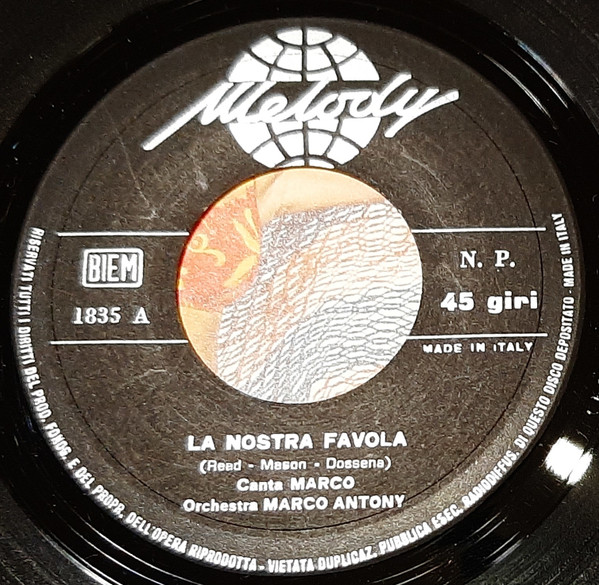 Melody
BIEM
1835 A
N. P.
45 giri
MADE IN ITALY
LA NOSTRA FAVOLA
(Reed - Mason - Dossena)
Canta MARCO
Orchestra MARCO ANTONY
RISERVATI TUTTI I DIRITTI DEL PROD. FONOG. E DEL PROPR. DELL'OPERA RIPRODOTTA - VIETATA DUPLICAZ. PUBBLICA ESEC. RADIODIFFUS. DI QUESTO DISCO DEPOSITATO - MADE IN ITALY